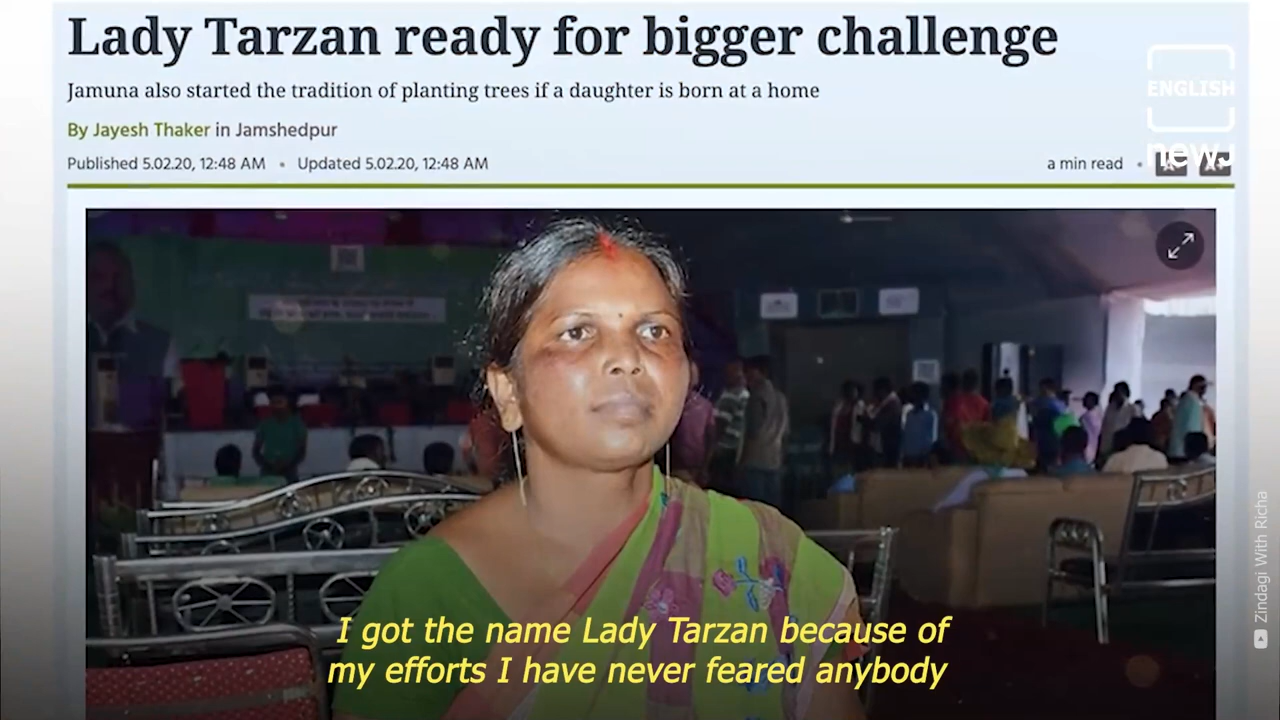 Lady Tarzan ready for bigger challenge
Jamuna also started the tradition of planting trees if a daughter is born at a home
By Jayesh Thaker in Jamshedpur
Published 5.02.20, 12:48 AM • Updated 5.02.20, 12:48 AM
a min read •
ENGLISH
newJ
I got the name Lady Tarzan because of
my efforts I have never feared anybody
Zindagi With Richa